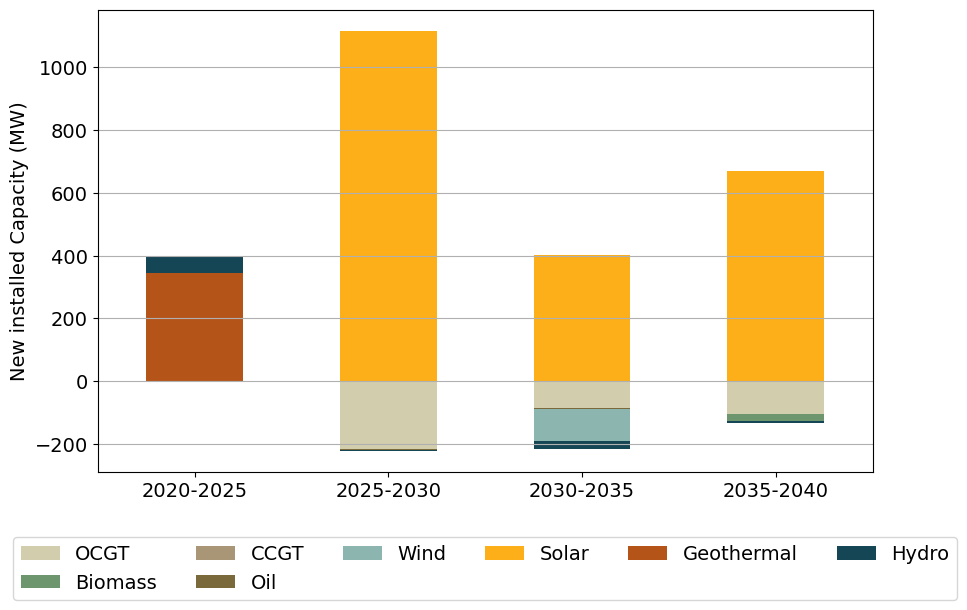 New installed Capacity (MW)
1000
800
600
400
200
0
−200
2020-2025 2025-2030 2030-2035 2035-2040
OCGT CCGT Wind Solar Geothermal Hydro
Biomass Oil